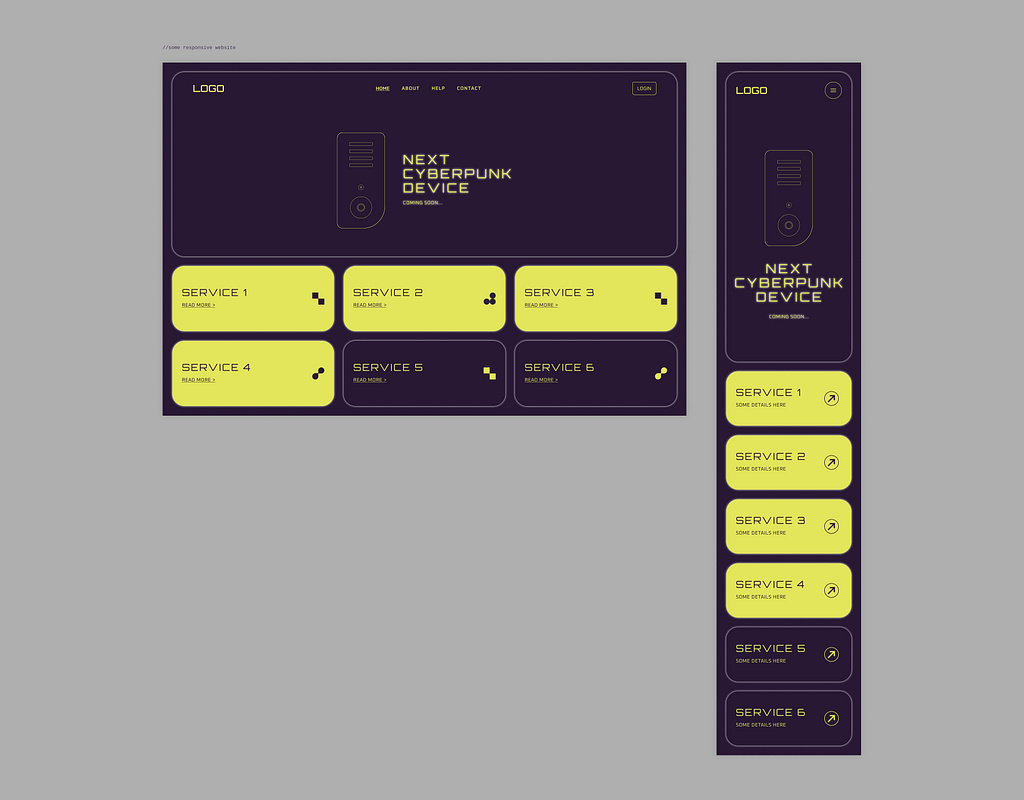 //some responsive website
LOGO
HOME ABOUT HELP CONTACT
LOGIN
NEXT
CYBERPUNK
DEVICE
COMING SOON...
SERVICE 1
READ MORE >
SERVICE 2
READ MORE >
SERVICE 3
READ MORE >
SERVICE 4
READ MORE >
SERVICE 5
READ MORE >
SERVICE 6
READ MORE >
LOGO
NEXT
CYBERPUNK
DEVICE
COMING SOON...
SERVICE 1
SOME DETAILS HERE
SERVICE 2
SOME DETAILS HERE
SERVICE 3
SOME DETAILS HERE
SERVICE 4
SOME DETAILS HERE
SERVICE 5
SOME DETAILS HERE
SERVICE 6
SOME DETAILS HERE